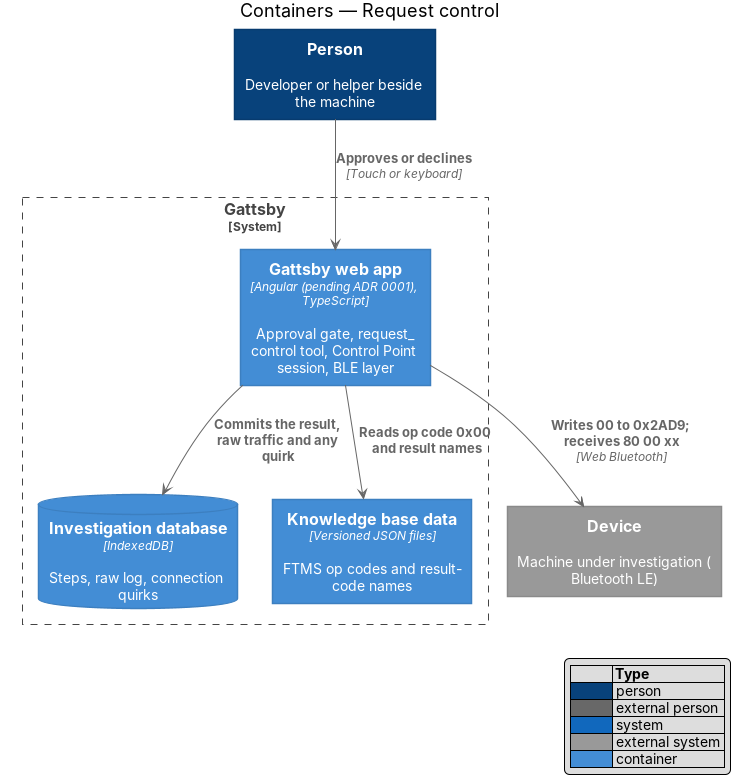 Containers — Request control
Person
Developer or helper beside
the machine
Approves or declines
[Touch or keyboard]
Gattsby
[System]
Gattsby web app
[Angular (pending ADR 0001),
TypeScript]
Approval gate, request_
control tool, Control Point
session, BLE layer
Commits the result,
raw traffic and any
quirk
Reads op code 0x00
and result names
Writes 00 to 0x2AD9;
receives 80 00 xx
[Web Bluetooth]
Investigation database
[IndexedDB]
Steps, raw log, connection
quirks
Knowledge base data
[Versioned JSON files]
FTMS op codes and result-
code names
Device
Machine under investigation (
Bluetooth LE)
Type
person
external person
system
external system
container